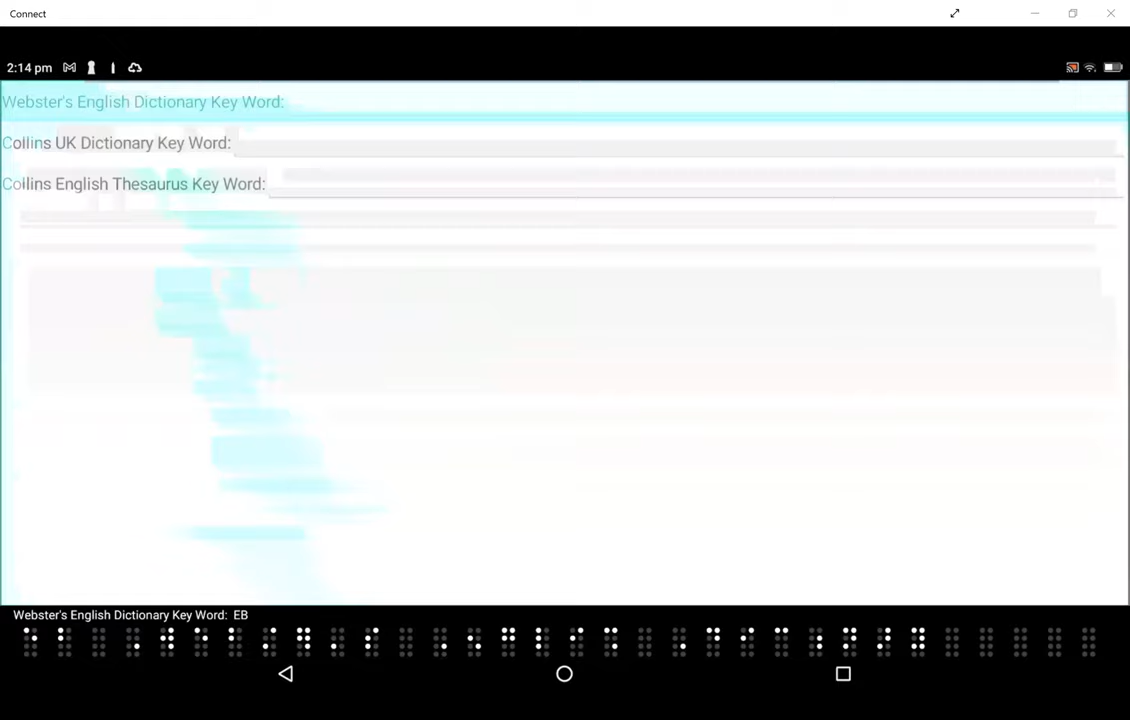 Connect
2:14 pm
Webster's English Dictionary Key Word:
Collins UK Dictionary Key Word:
Collins English Thesaurus Key Word:
Webster's English Dictionary Key Word: EB